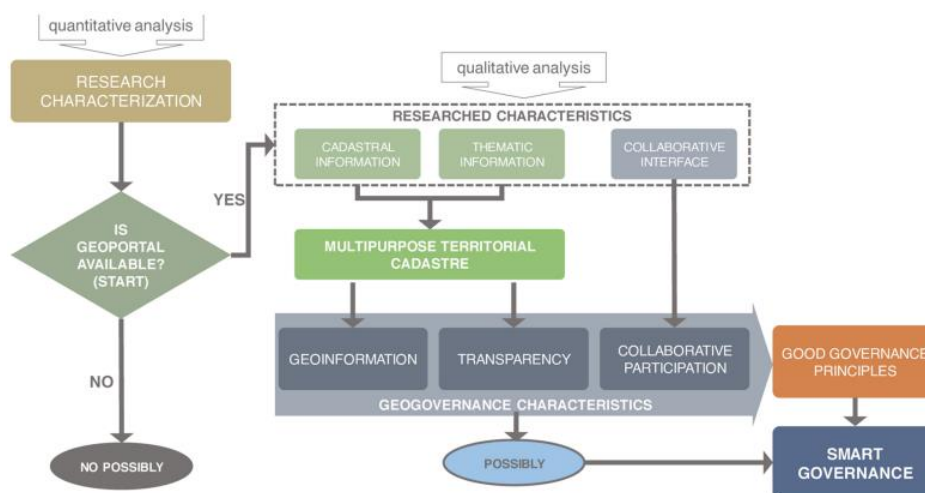 quantitative analysis
RESEARCH
CHARACTERIZATION
qualitative analysis
RESEARCHED CHARACTERISTICS
CADASTRAL
INFORMATION
THEMATIC
INFORMATION
COLLABORATIVE
INTERFACE
YES
IS
GEOPORTAL
AVAILABLE?
(START)
MULTIPURPOSE TERRITORIAL
CADASTRE
NO
GEOINFORMATION
TRANSPARENCY
COLLABORATIVE
PARTICIPATION
GEOGOVERNANCE CHARACTERISTICS
GOOD GOVERNANCE
PRINCIPLES
NO POSSIBLY
POSSIBLY
SMART
GOVERNANCE